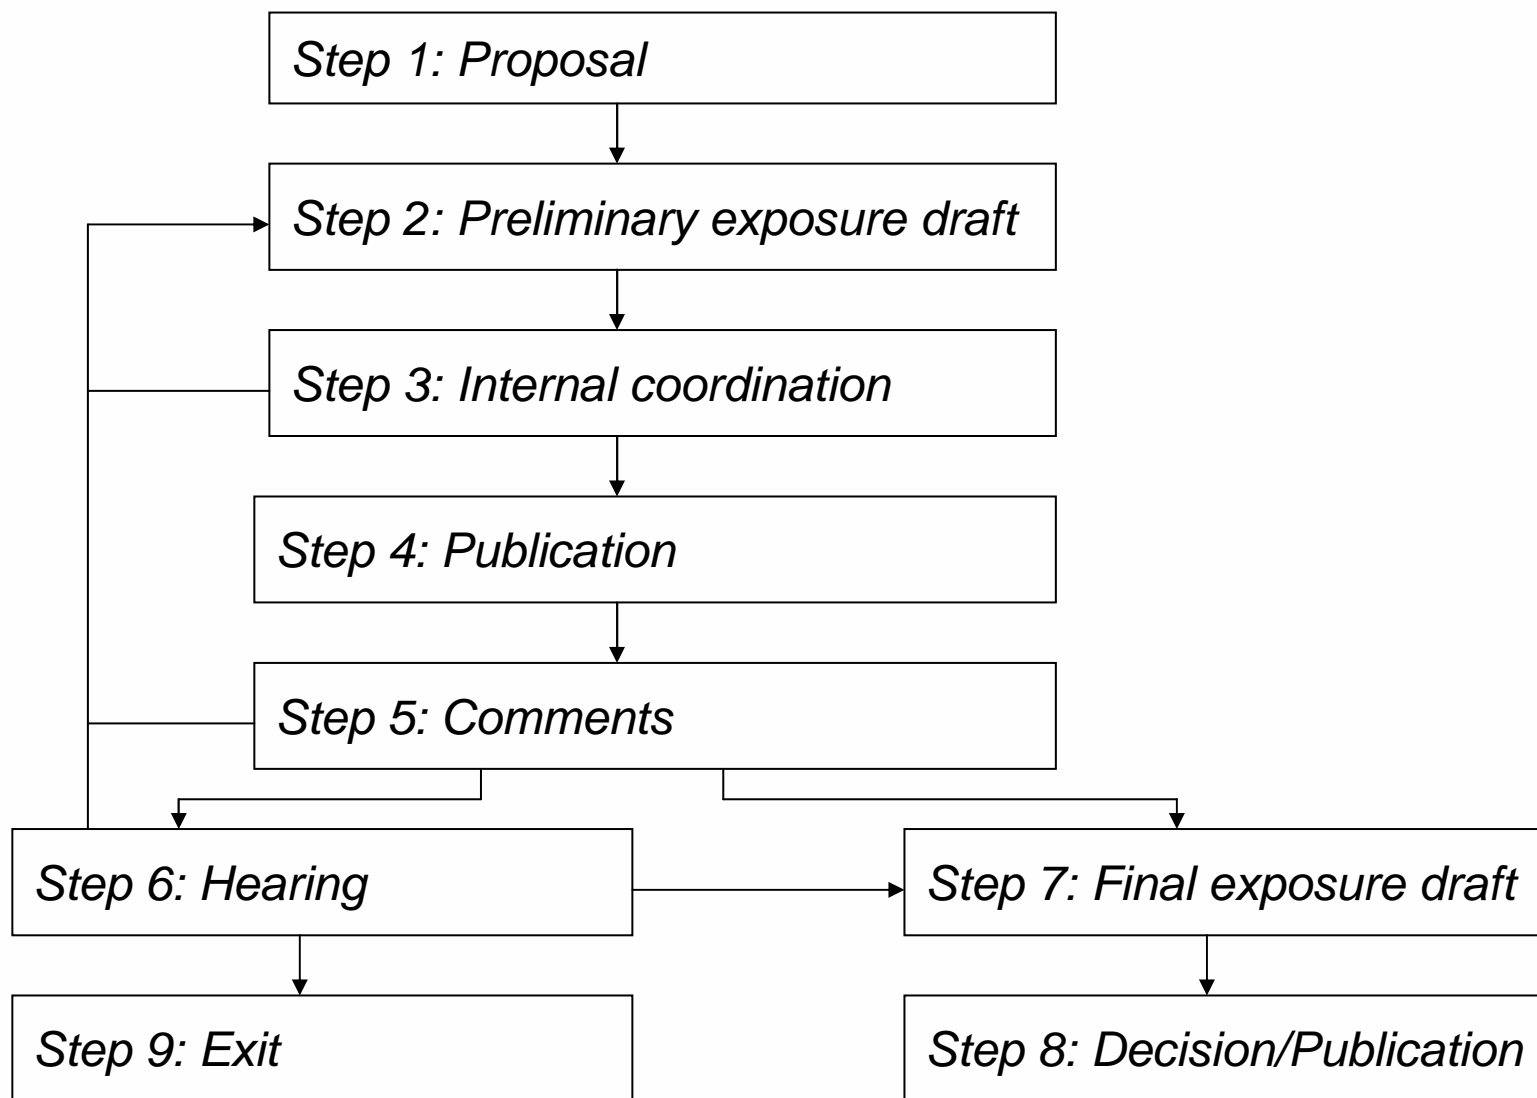 Step 1: Proposal
Step 2: Preliminary exposure draft
Step 3: Internal coordination
Step 4: Publication
Step 5: Comments
Step 6: Hearing
Step 7: Final exposure draft
Step 9: Exit
Step 8: Decision/Publication